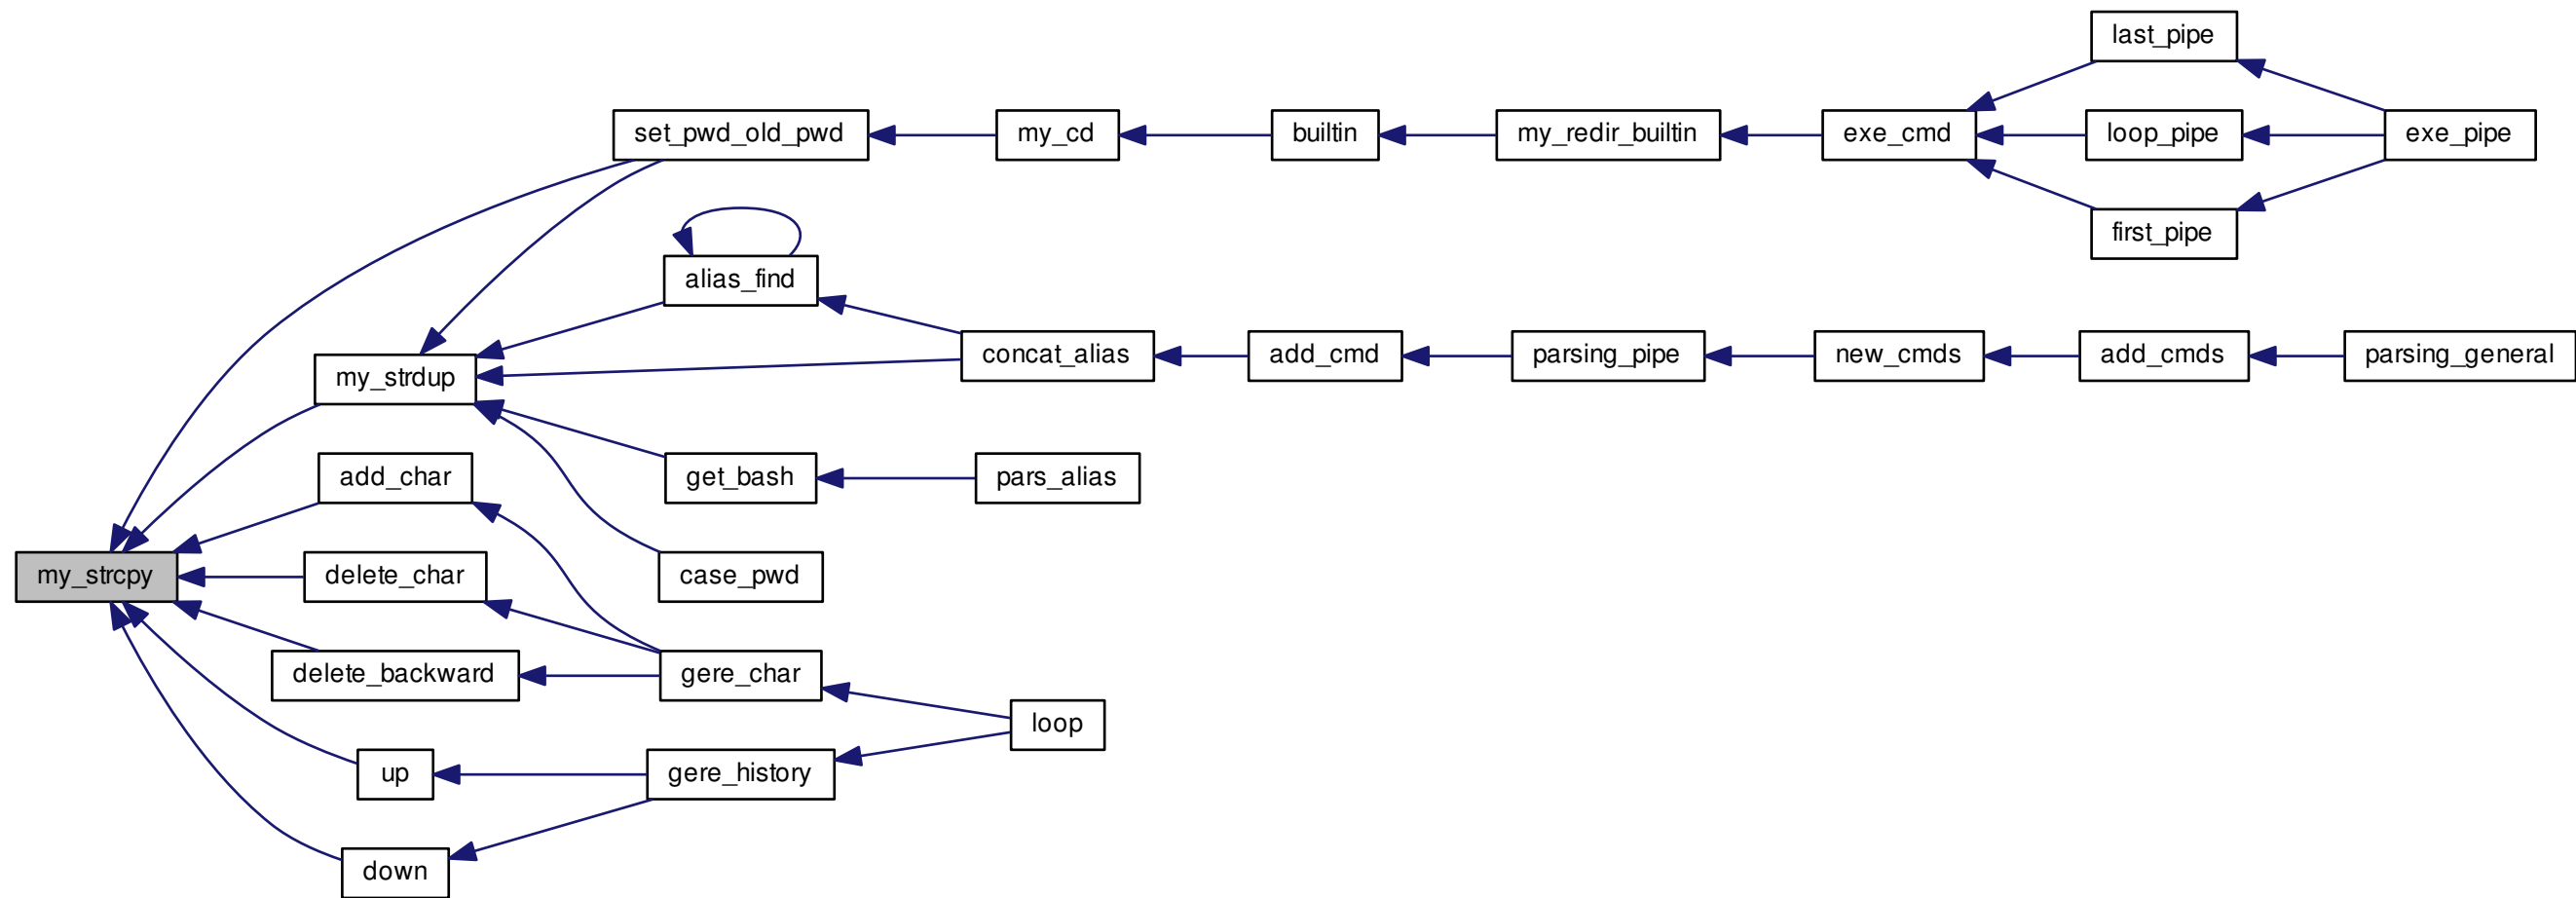 last_pipe
set_pwd_old_pwd
my_cd
builtin
my_redir_builtin
exe_cmd
loop_pipe
exe_pipe
first_pipe
alias_find
my_strdup
concat_alias
add_cmd
parsing_pipe
new_cmds
add_cmds
parsing_general
add_char
get_bash
pars_alias
my_strcpy
delete_char
case_pwd
delete_backward
gere_char
loop
up
gere_history
down